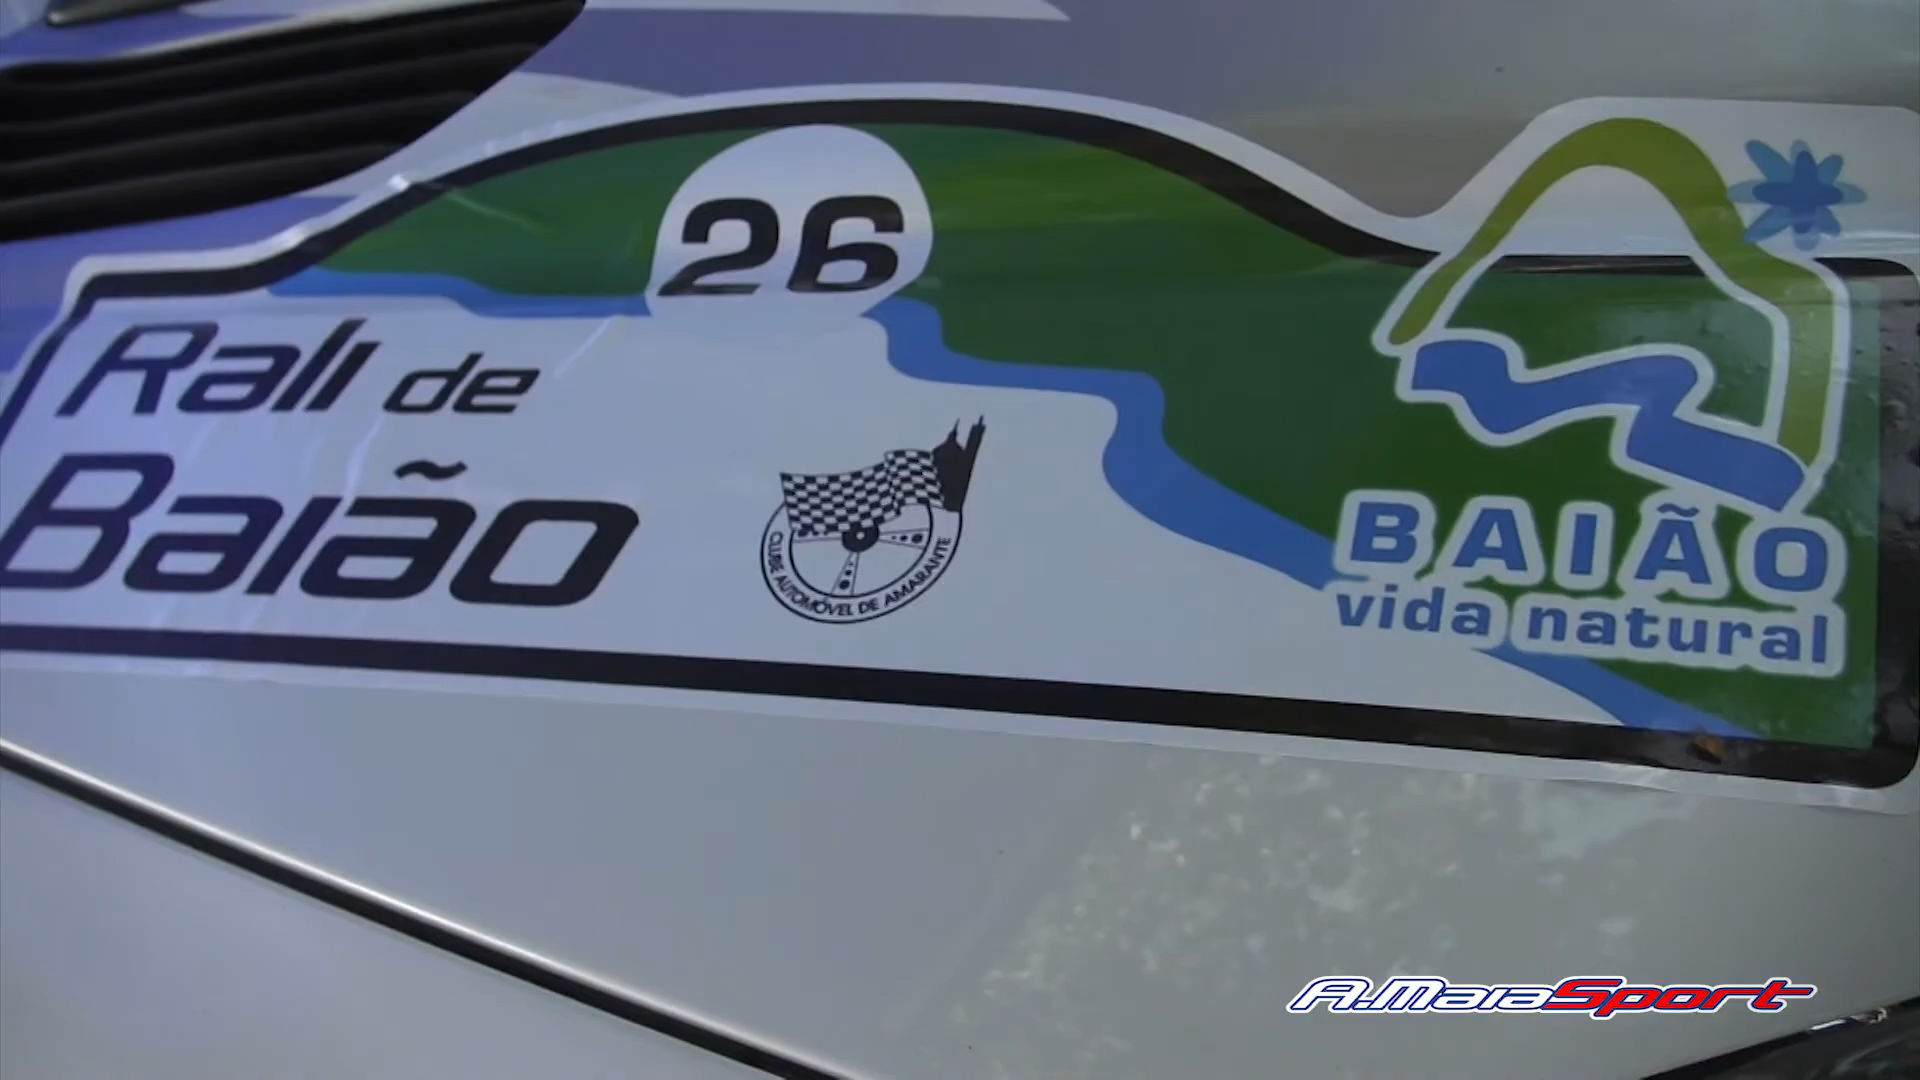 26
Rali de
Baião
CLUBE AUTOMÓVEL DE AMARANTE
BAIÃO
vida natural
A.MaiaSport